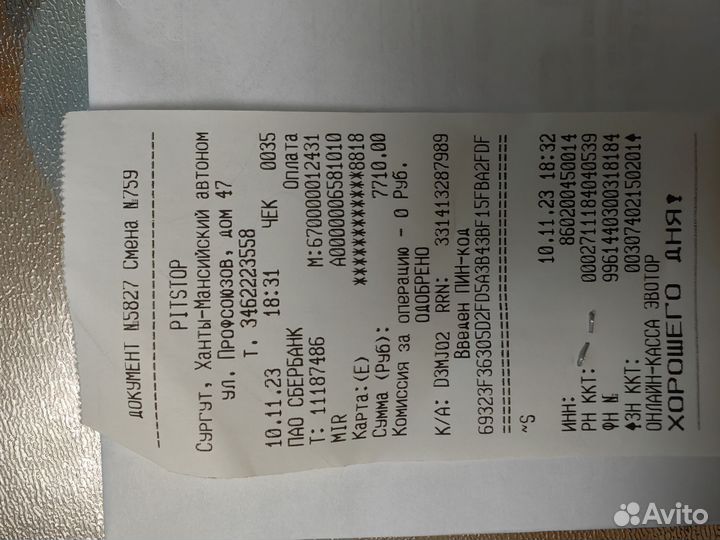 ДОКУМЕНТ №5827 Смена №759
PITSTOP
Сургут, Ханты-Мансийский автоном
ул. Профсоюзов, дом 47
Т. 3462223558
10.11.23 18:31 ЧЕК 0035
ПАО СБЕРБАНК Оплата
Т: 11187486 М:670000012431
MIR A0000006581010
Карта:(Е) ************8818
Сумма (Руб): 7710.00
Комиссия за операцию - 0 Руб.
ОДОБРЕНО
К/А: D3MJ02 RRN: 331413287989
Введен ПИН-код
69323F36305D2FD5A3B43BF15FBA2FDF
================================
~S
10.11.23 18:32
ИНН: 860200450014
РН ККТ: 0002711184040539
ФН № 9961440300318184
♠ЗН ККТ: 00307402150201♠
ОНЛАЙН-КАССА ЭВОТОР
ХОРОШЕГО ДНЯ!
Avito